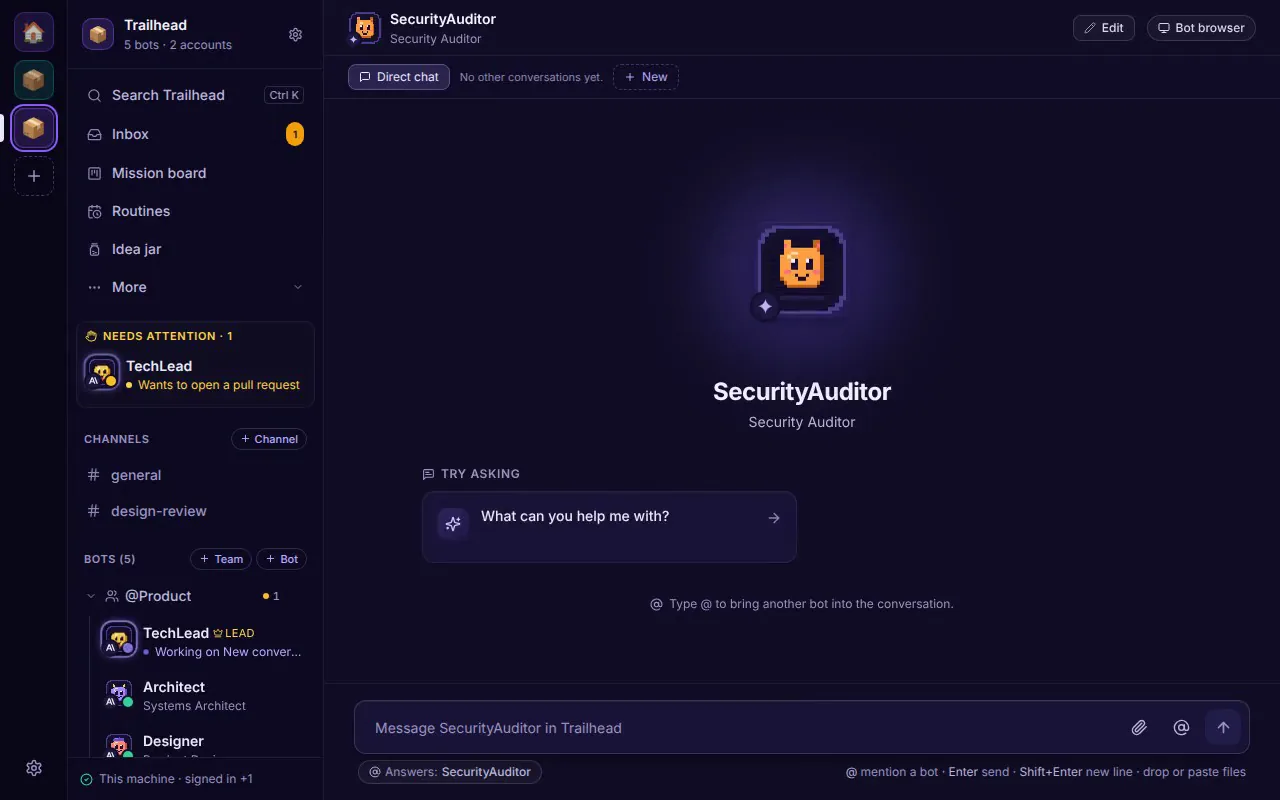 Trailhead
5 bots · 2 accounts
Search Trailhead
Ctrl K
Inbox
1
Mission board
Routines
Idea jar
More
NEEDS ATTENTION · 1
TechLead
Wants to open a pull request
CHANNELS
+ Channel
# general
# design-review
BOTS (5)
+ Team
+ Bot
@Product
1
TechLead LEAD
Working on New conver...
Architect
Systems Architect
Designer
This machine · signed in +1
SecurityAuditor
Security Auditor
Edit
Bot browser
Direct chat
No other conversations yet.
+ New
SecurityAuditor
Security Auditor
TRY ASKING
What can you help me with?
@ Type @ to bring another bot into the conversation.
Message SecurityAuditor in Trailhead
@ Answers: SecurityAuditor
@ mention a bot · Enter send · Shift+Enter new line · drop or paste files